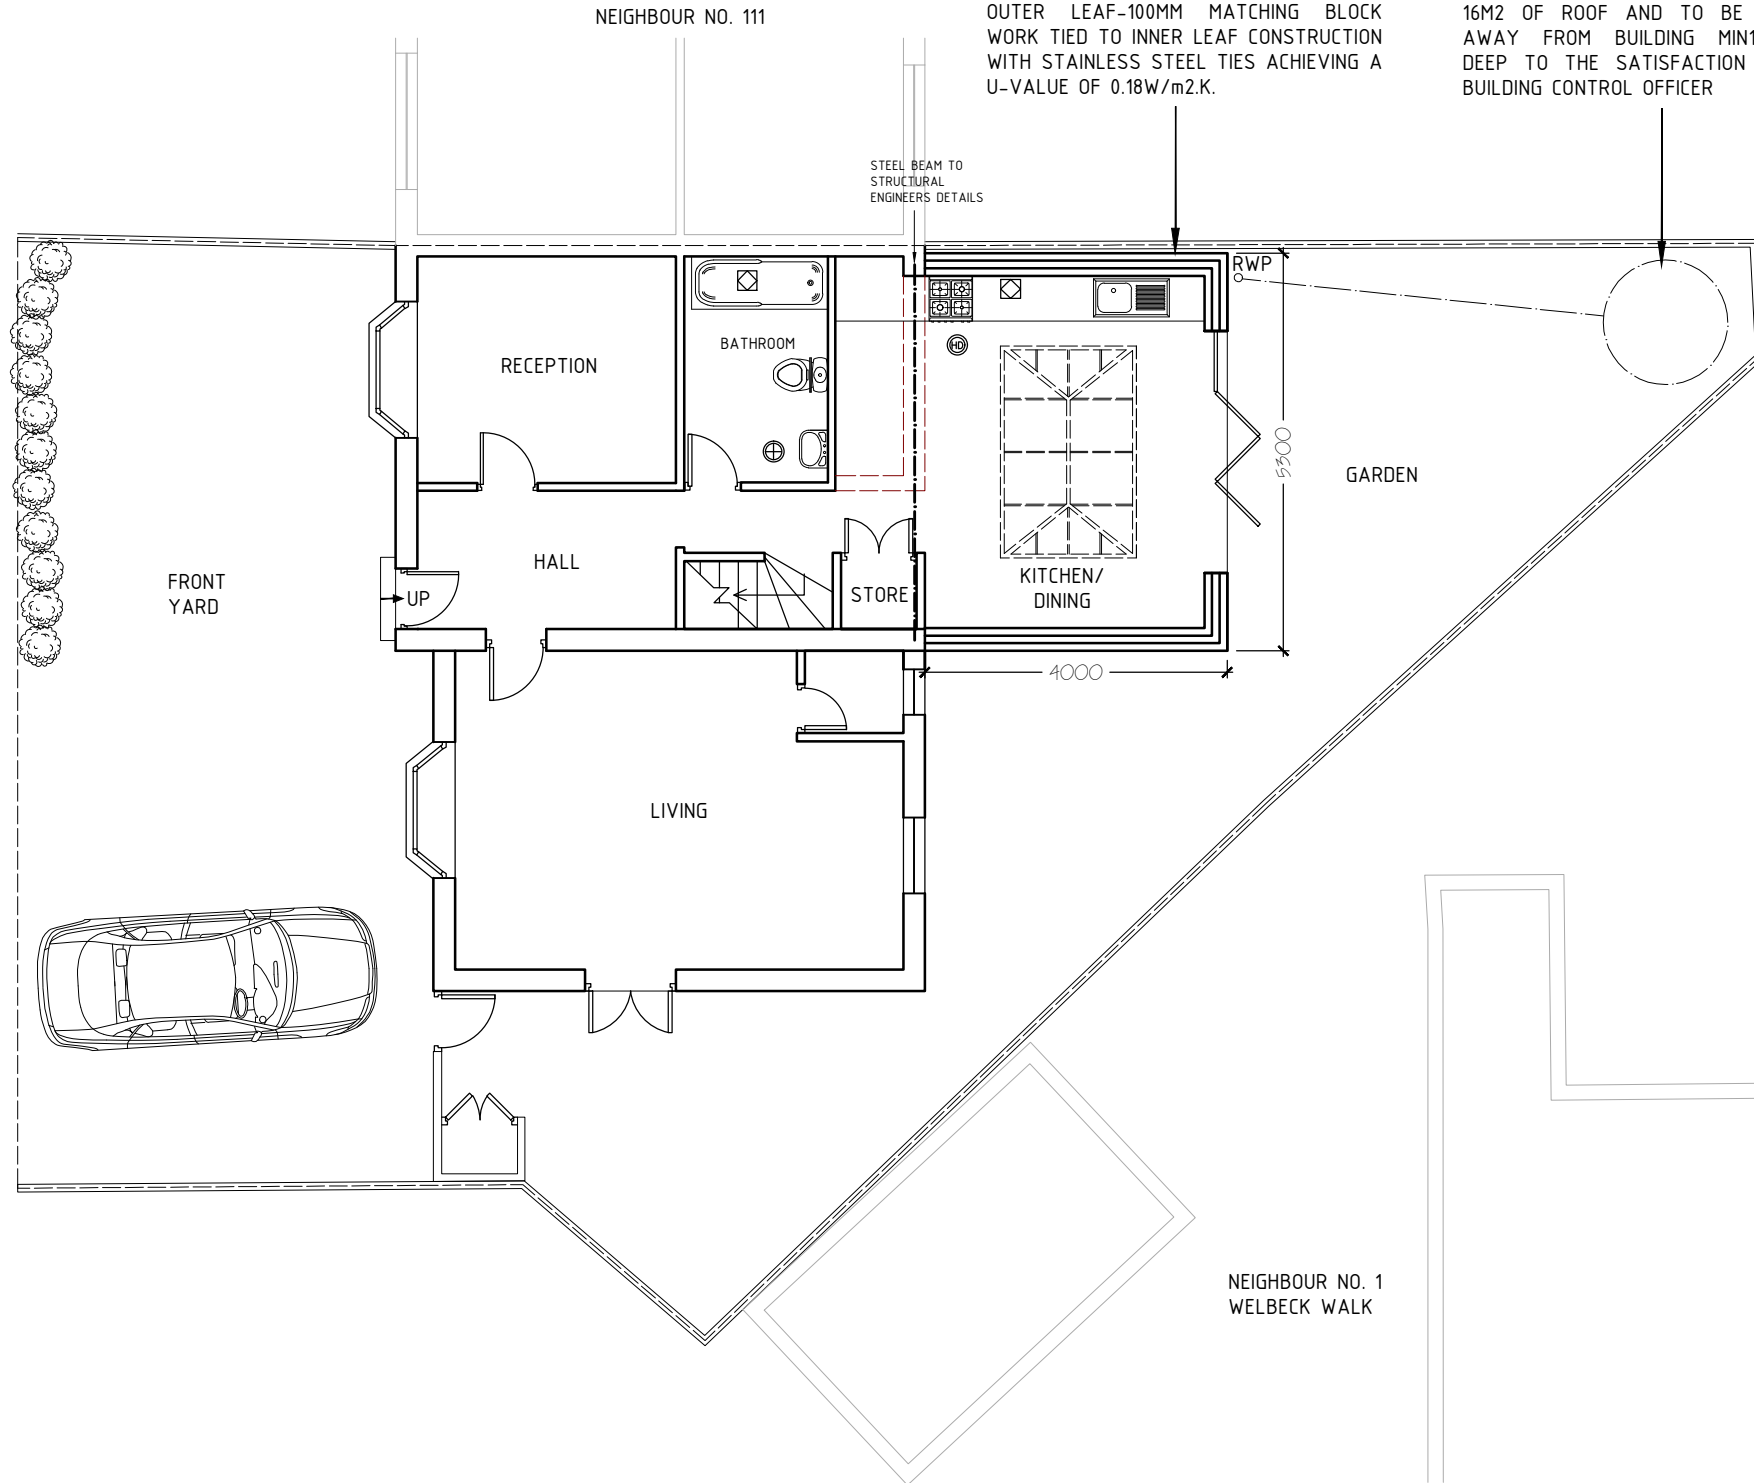 NEIGHBOUR NO. 111
OUTER LEAF-100MM MATCHING BLOCK
WORK TIED TO INNER LEAF CONSTRUCTION
WITH STAINLESS STEEL TIES ACHIEVING A
U-VALUE OF 0.18W/m2.K.
16M2 OF ROOF AND TO BE
AWAY FROM BUILDING MIN1
DEEP TO THE SATISFACTION
BUILDING CONTROL OFFICER
STEEL BEAM TO
STRUCTURAL
ENGINEERS DETAILS
RWP
BATHROOM
HD
RECEPTION
5300
GARDEN
HALL
FRONT
YARD
UP
STORE
KITCHEN/
DINING
4000
LIVING
NEIGHBOUR NO. 1
WELBECK WALK